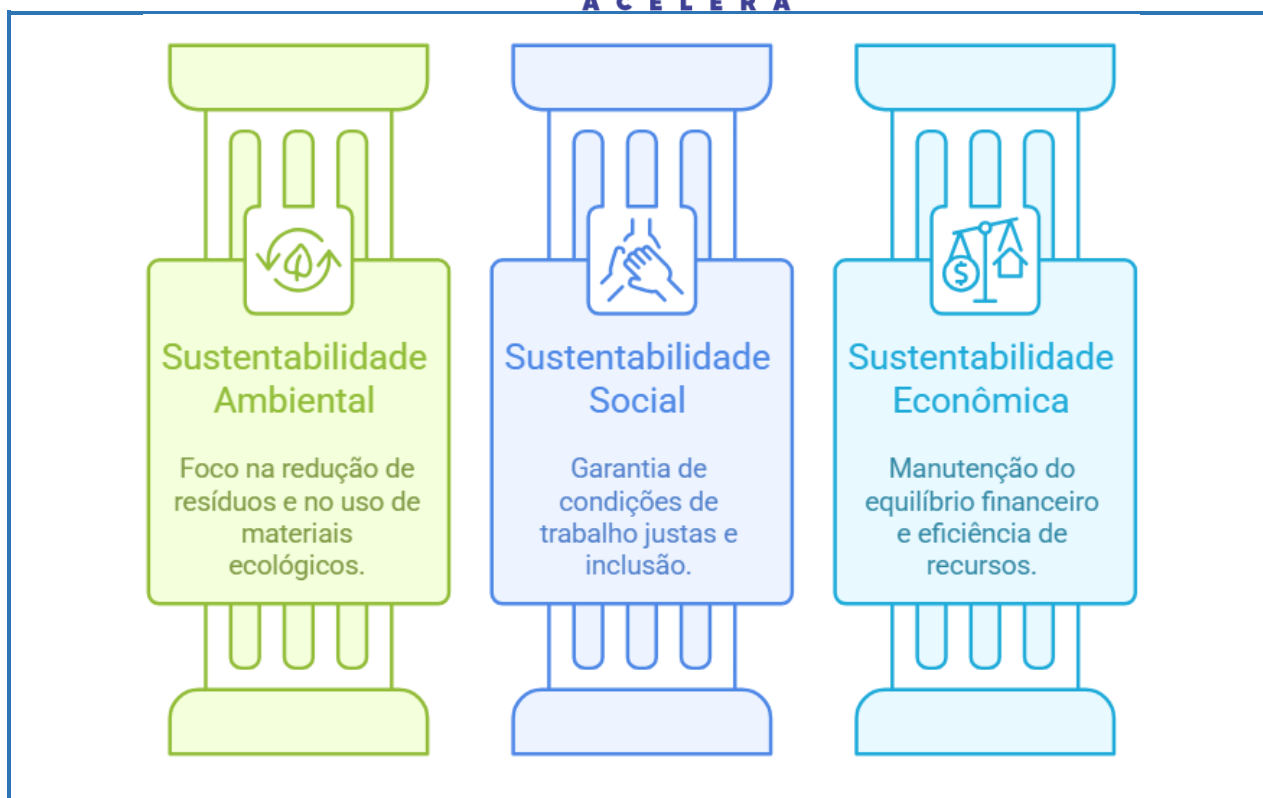 ACELERA
Sustentabilidade
Ambiental
Foco na redução de
resíduos e no uso de
materiais
ecológicos.
Sustentabilidade
Social
Garantia de
condições de
trabalho justas e
inclusão.
Sustentabilidade
Econômica
Manutenção do
equilíbrio financeiro
e eficiência de
recursos.
$